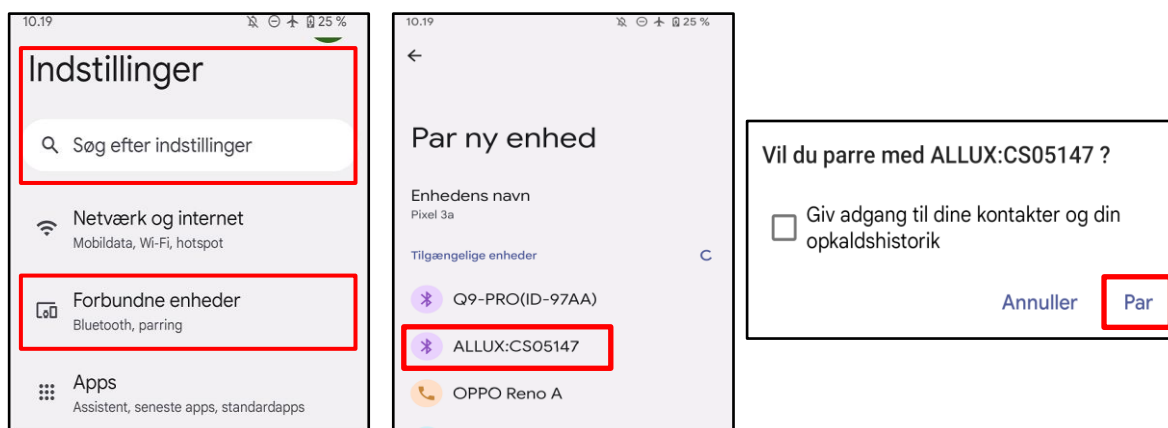 10.19
25 %
Indstillinger
Søg efter indstillinger
Netværk og internet
Mobildata, Wi-Fi, hotspot
Forbundne enheder
Bluetooth, parring
Apps
Assistent, seneste apps, standardapps
10.19
25 %
Par ny enhed
Enhedens navn
Pixel 3a
Tilgængelige enheder
Q9-PRO(ID-97AA)
ALLUX:CS05147
OPPO Reno A
Vil du parre med ALLUX:CS05147 ?
Giv adgang til dine kontakter og din
opkaldshistorik
Annuller Par